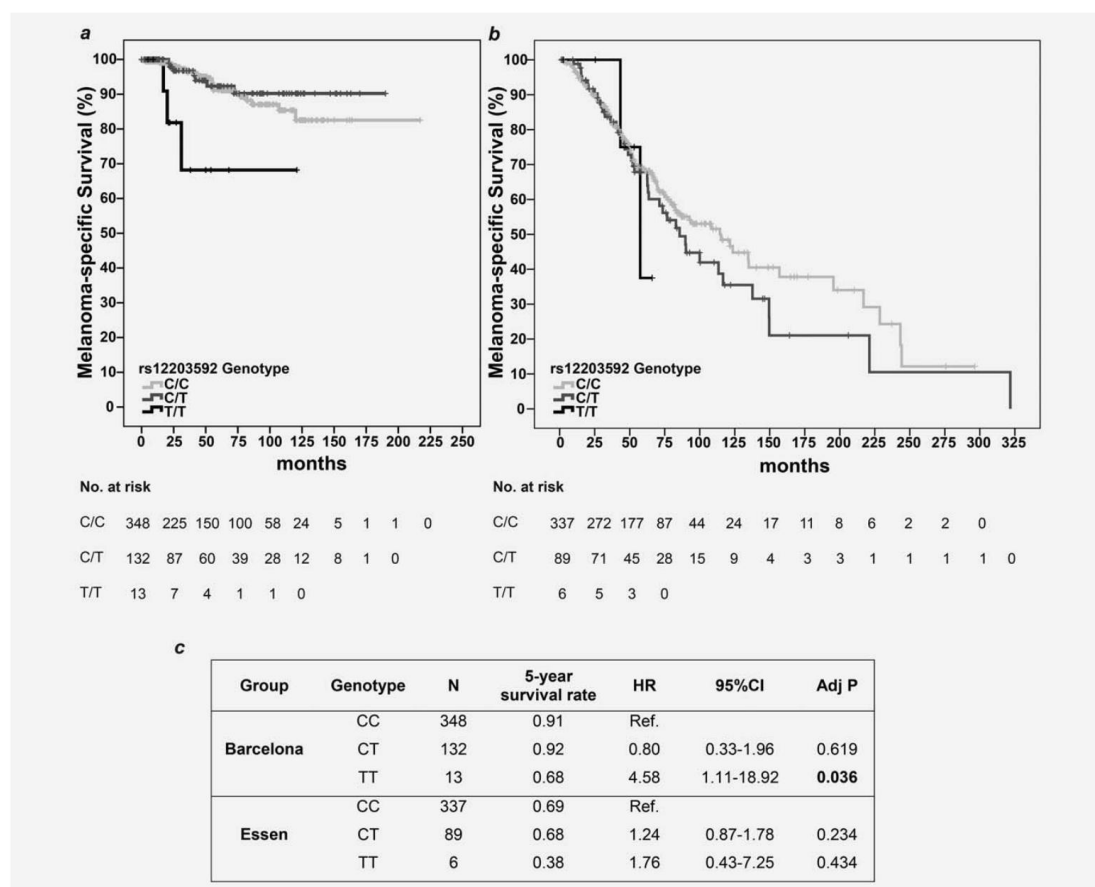 a
b
Melanoma-specific Survival (%)
100
90
80
70
60
50
40
30
20
10
0
rs12203592 Genotype
C/C
C/T
T/T
0 25 50 75 100 125 150 175 200 225 250
months
Melanoma-specific Survival (%)
100
90
80
70
60
50
40
30
20
10
0
rs12203592 Genotype
C/C
C/T
T/T
0 25 50 75 100 125 150 175 200 225 250 275 300 325
months
No. at risk
C/C 348 225 150 100 58 24 5 1 1 0
C/T 132 87 60 39 28 12 8 1 0
T/T 13 7 4 1 1 0
No. at risk
C/C 337 272 177 87 44 24 17 11 8 6 2 2 0
C/T 89 71 45 28 15 9 4 3 3 1 1 1 1 0
T/T 6 5 3 0
c
Group Genotype N 5-year survival rate HR 95%CI Adj P
CC 348 0.91 Ref.
Barcelona CT 132 0.92 0.80 0.33-1.96 0.619
TT 13 0.68 4.58 1.11-18.92 0.036
CC 337 0.69 Ref.
Essen CT 89 0.68 1.24 0.87-1.78 0.234
TT 6 0.38 1.76 0.43-7.25 0.434